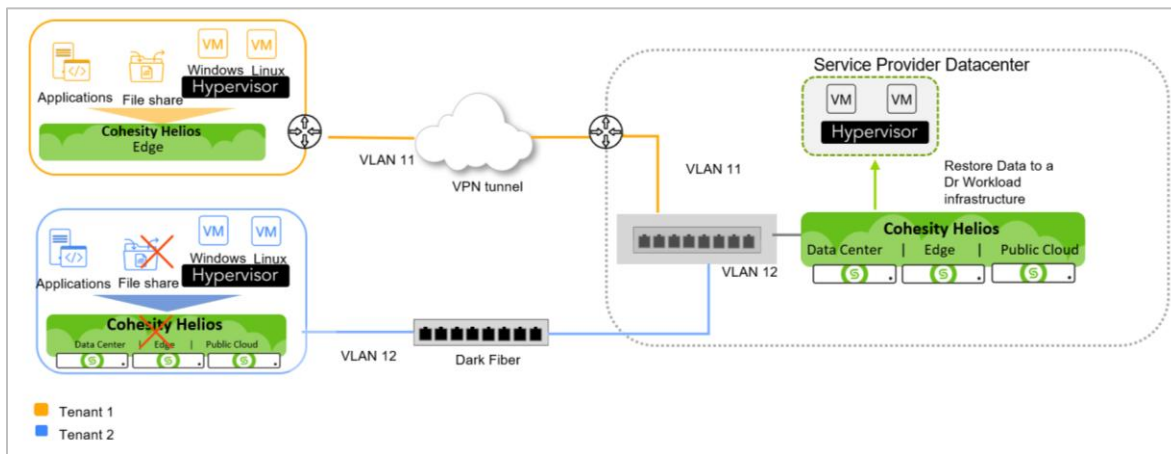 VM VM
Windows Linux
Hypervisor
Applications File share
Cohesity Helios
Edge
VLAN 11
VPN tunnel
Service Provider Datacenter
VM VM
Hypervisor
VLAN 11
Restore Data to a
Dr Workload
infrastructure
Cohesity Helios
Data Center | Edge | Public Cloud
VLAN 12
VM VM
Windows Linux
Hypervisor
Applications File share
Cohesity Helios
Data Center | Edge | Public Cloud
VLAN 12
Dark Fiber
Tenant 1
Tenant 2